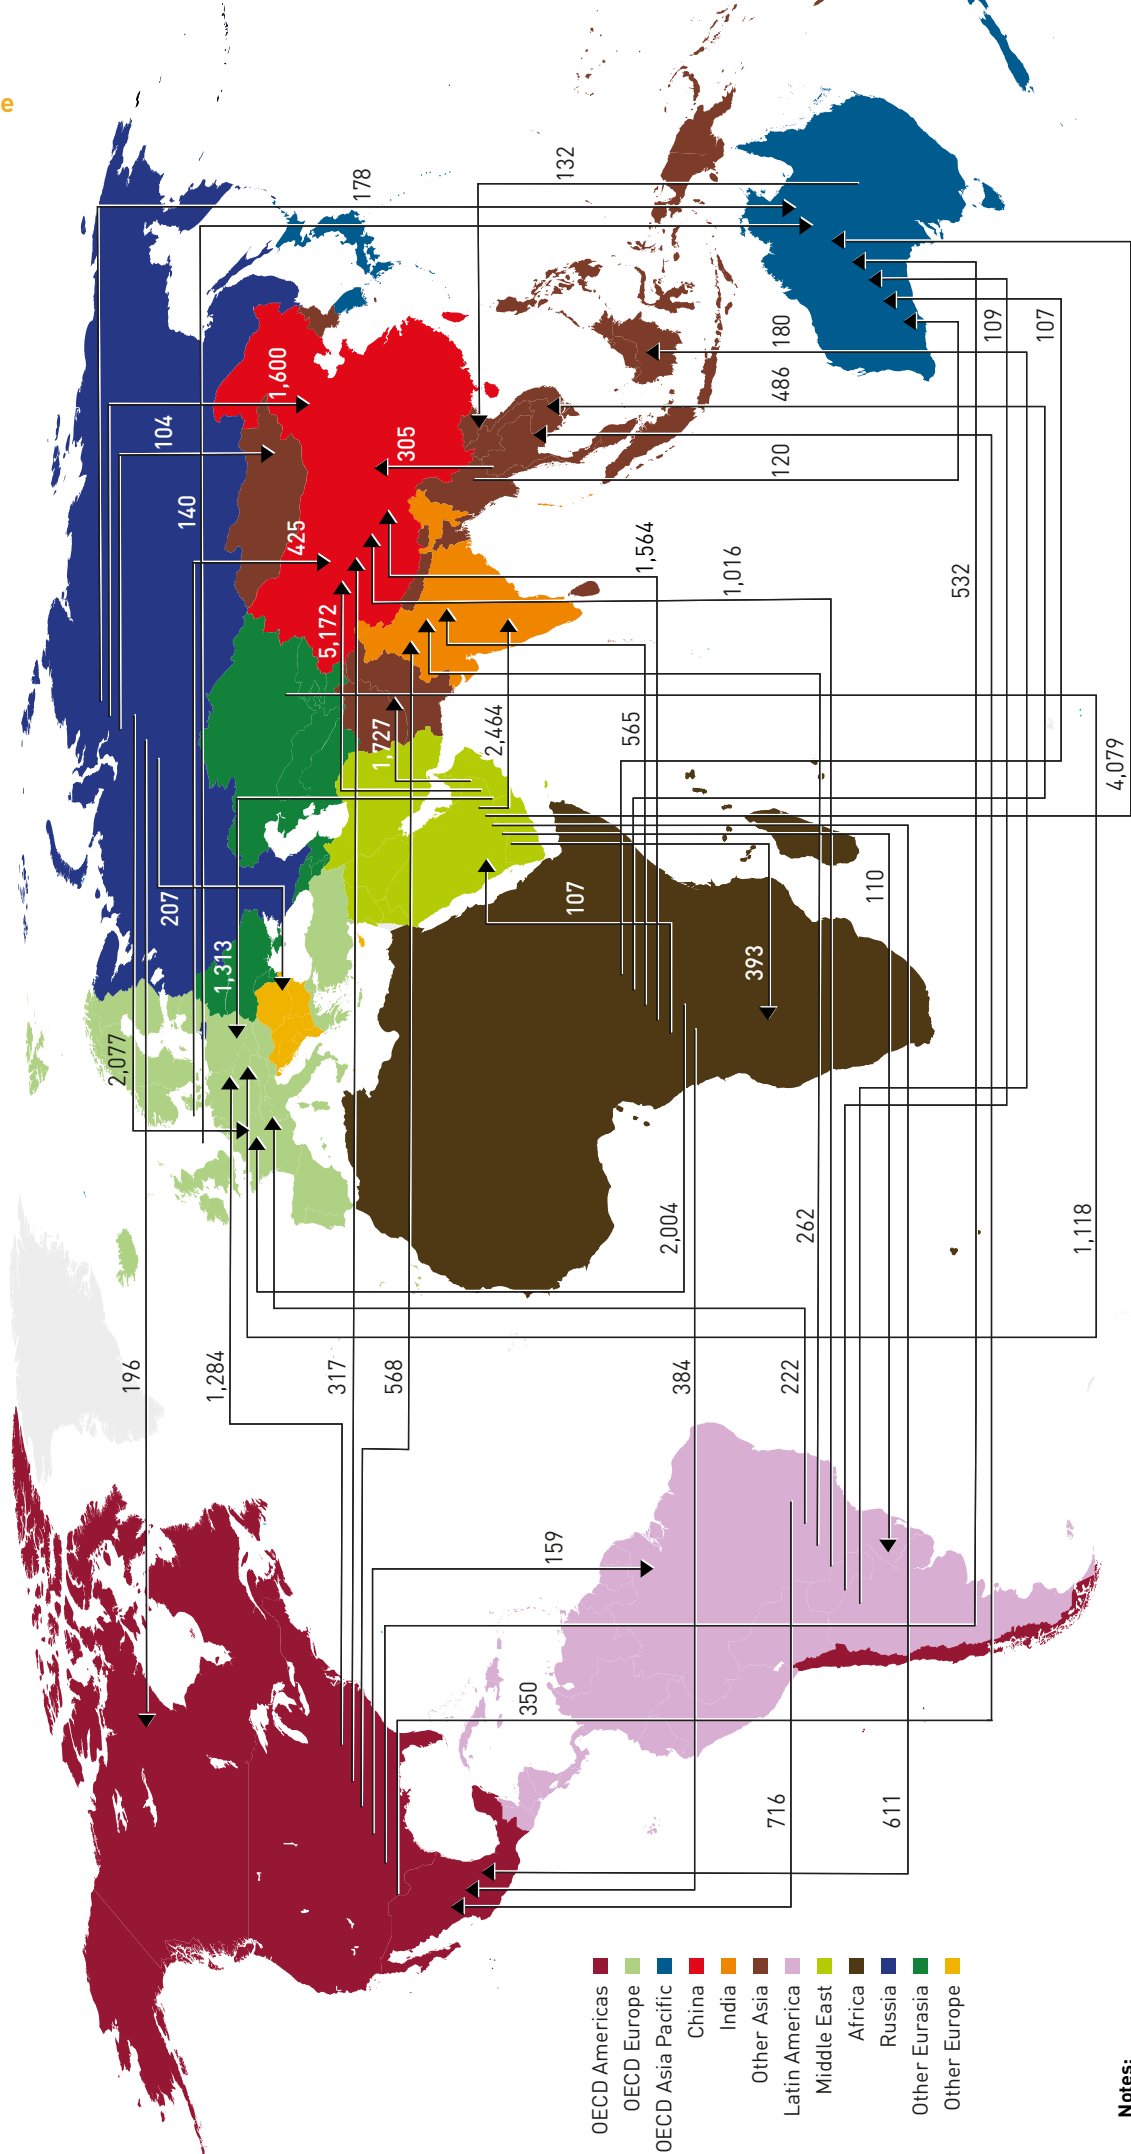 e
196
1,284
317
568
159
350
384
222
716
611
2,077
207
1,313
2,004
262
1,118
107
393
110
5,172
425
140
104
1,600
305
178
132
1,727
2,464
565
1,564
1,016
532
4,079
120
486
180
109
107
OECD Americas
OECD Europe
OECD Asia Pacific
China
India
Other Asia
Latin America
Middle East
Africa
Russia
Other Eurasia
Other Europe
Notes: